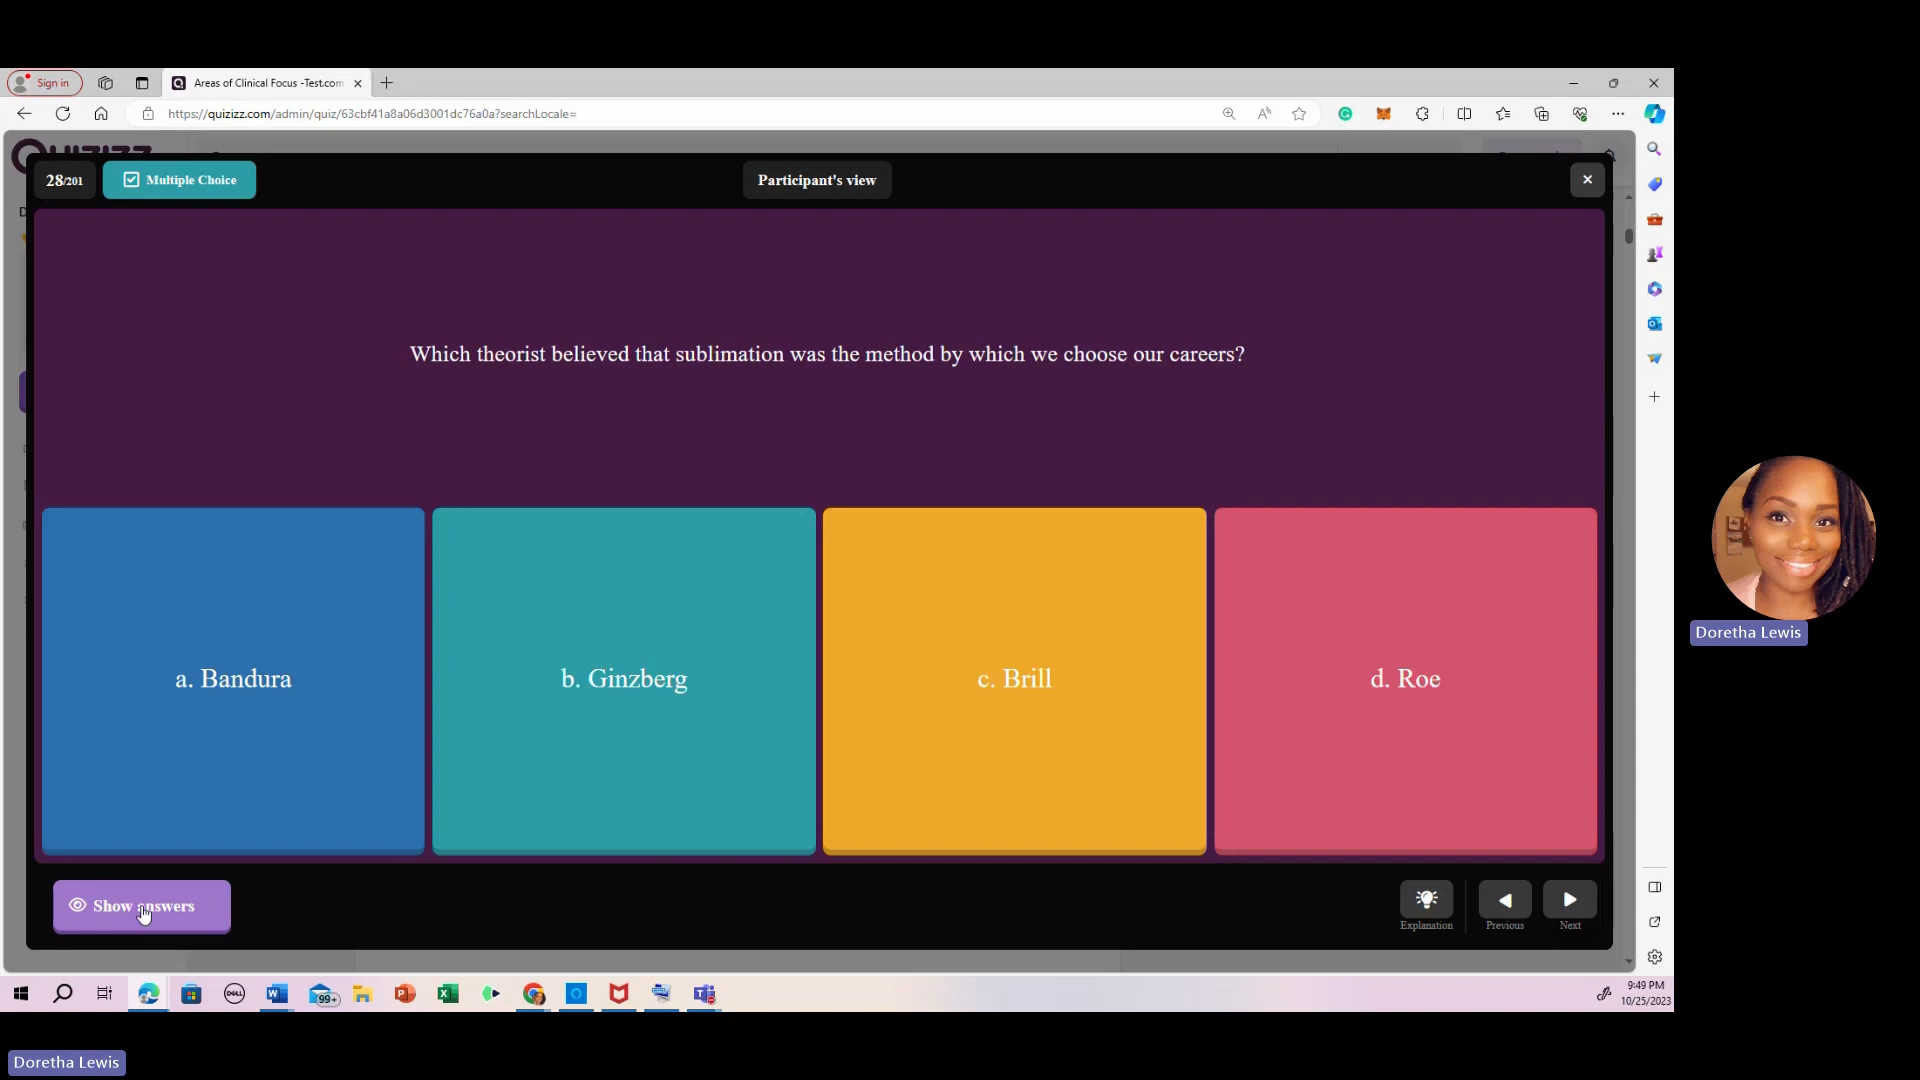 Sign in
Areas of Clinical Focus -Test.com
https://quizizz.com/admin/quiz/63cbf41a8a06d3001dc76a0a?searchLocale=
28/201
Multiple Choice
Participant's view
Which theorist believed that sublimation was the method by which we choose our careers?
a. Bandura
b. Ginzberg
c. Brill
d. Roe
Show answers
Explanation
Previous
Next
Doretha Lewis
99+
DELL
9:49 PM
10/25/2023
Doretha Lewis